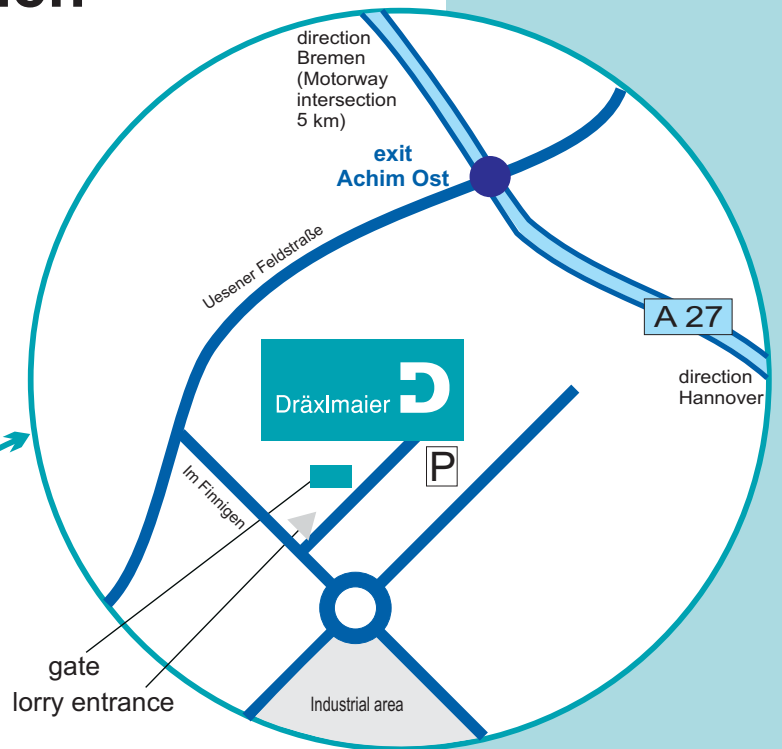 direction
Bremen
(Motorway
intersection
5 km)
exit
Achim Ost
Uesener Feldstraße
A 27
direction
Hannover
Dräxlmaier D
P
Im Finnigen
gate
lorry entrance
Industrial area